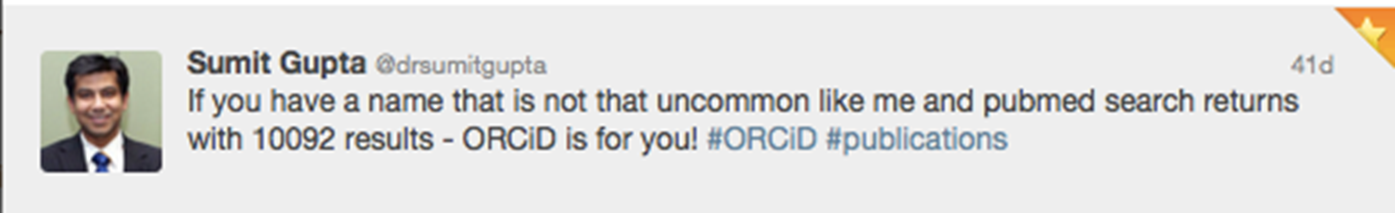 Sumit Gupta @drsumitgupta 41d
If you have a name that is not that uncommon like me and pubmed search returns
with 10092 results - ORCiD is for you! #ORCiD #publications